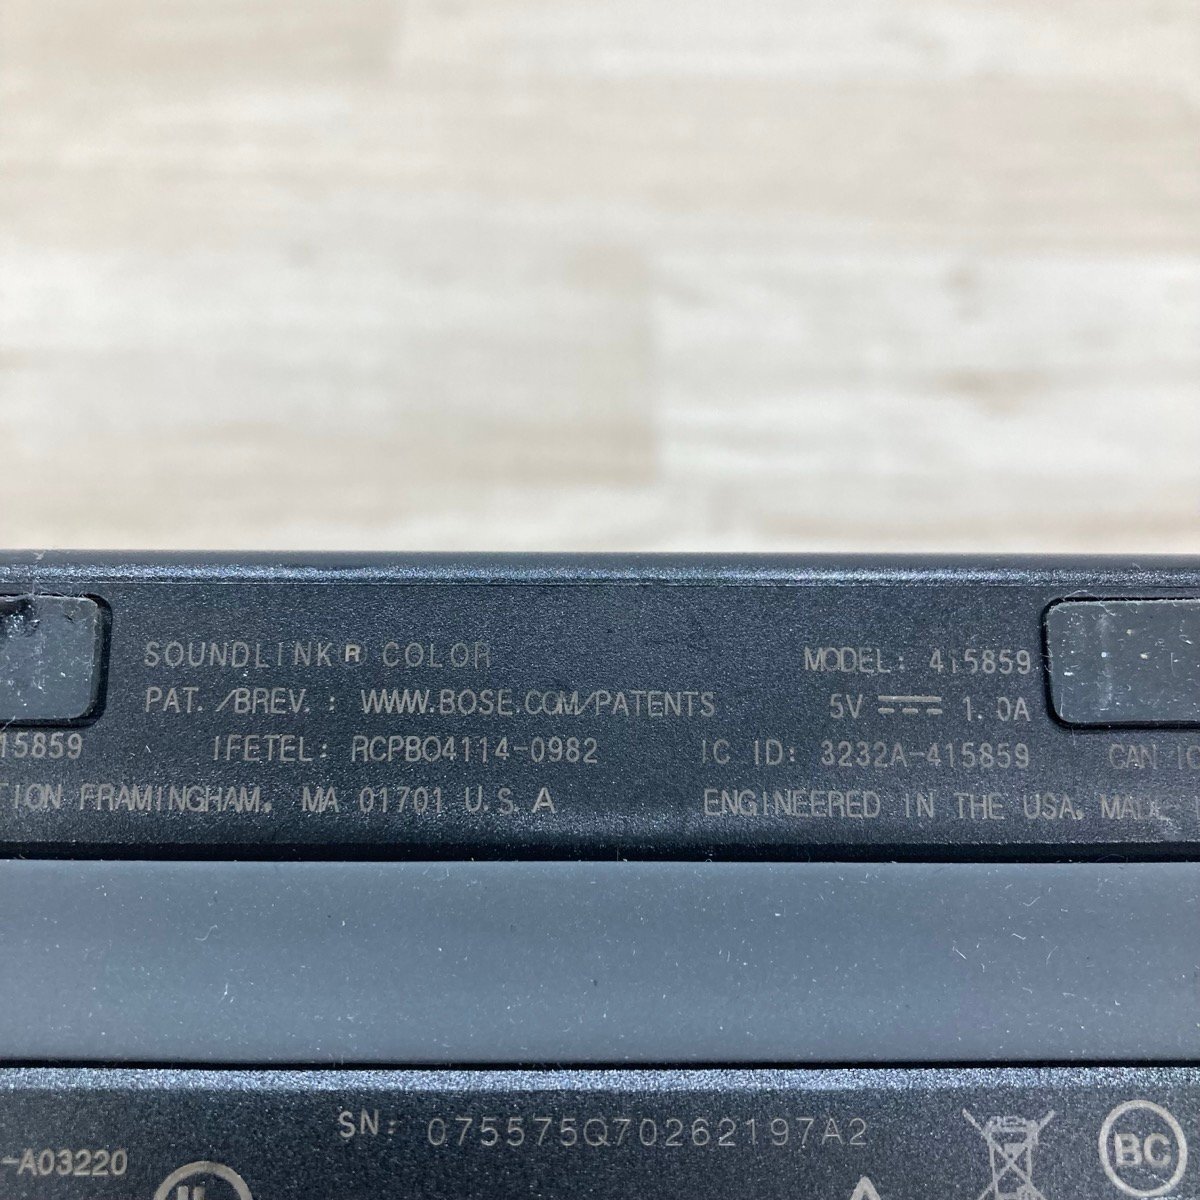 SOUNDLINK® COLOR MODEL: 415859
PAT./BREV.: WWW.BOSE.COM/PATENTS 5V 1.0A
15859 IFETEL: RCPBO4114-0982 IC ID: 3232A-415859 CAN IC
TION FRAMINGHAM, MA 01701 U.S.A ENGINEERED IN THE USA, MADE
SN: 075575Q70262197A2
-A03220
BC